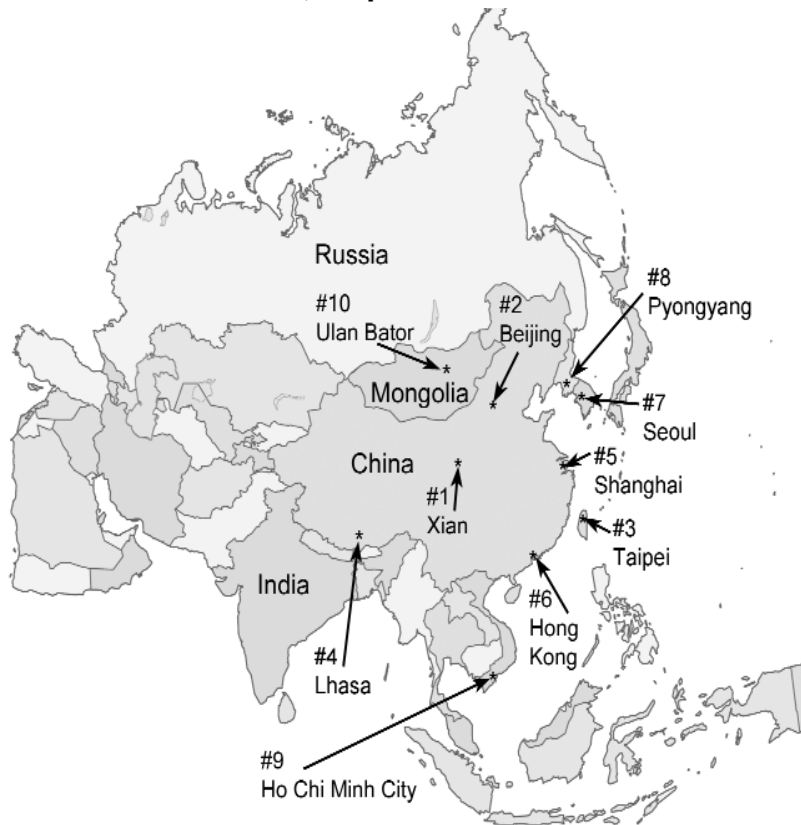 Russia
#10
Ulan Bator
#2
Beijing
#8
Pyongyang
Mongolia
#7
Seoul
China
#5
Shanghai
#1
Xian
#3
Taipei
India
#6
Hong
Kong
#4
Lhasa
#9
Ho Chi Minh City